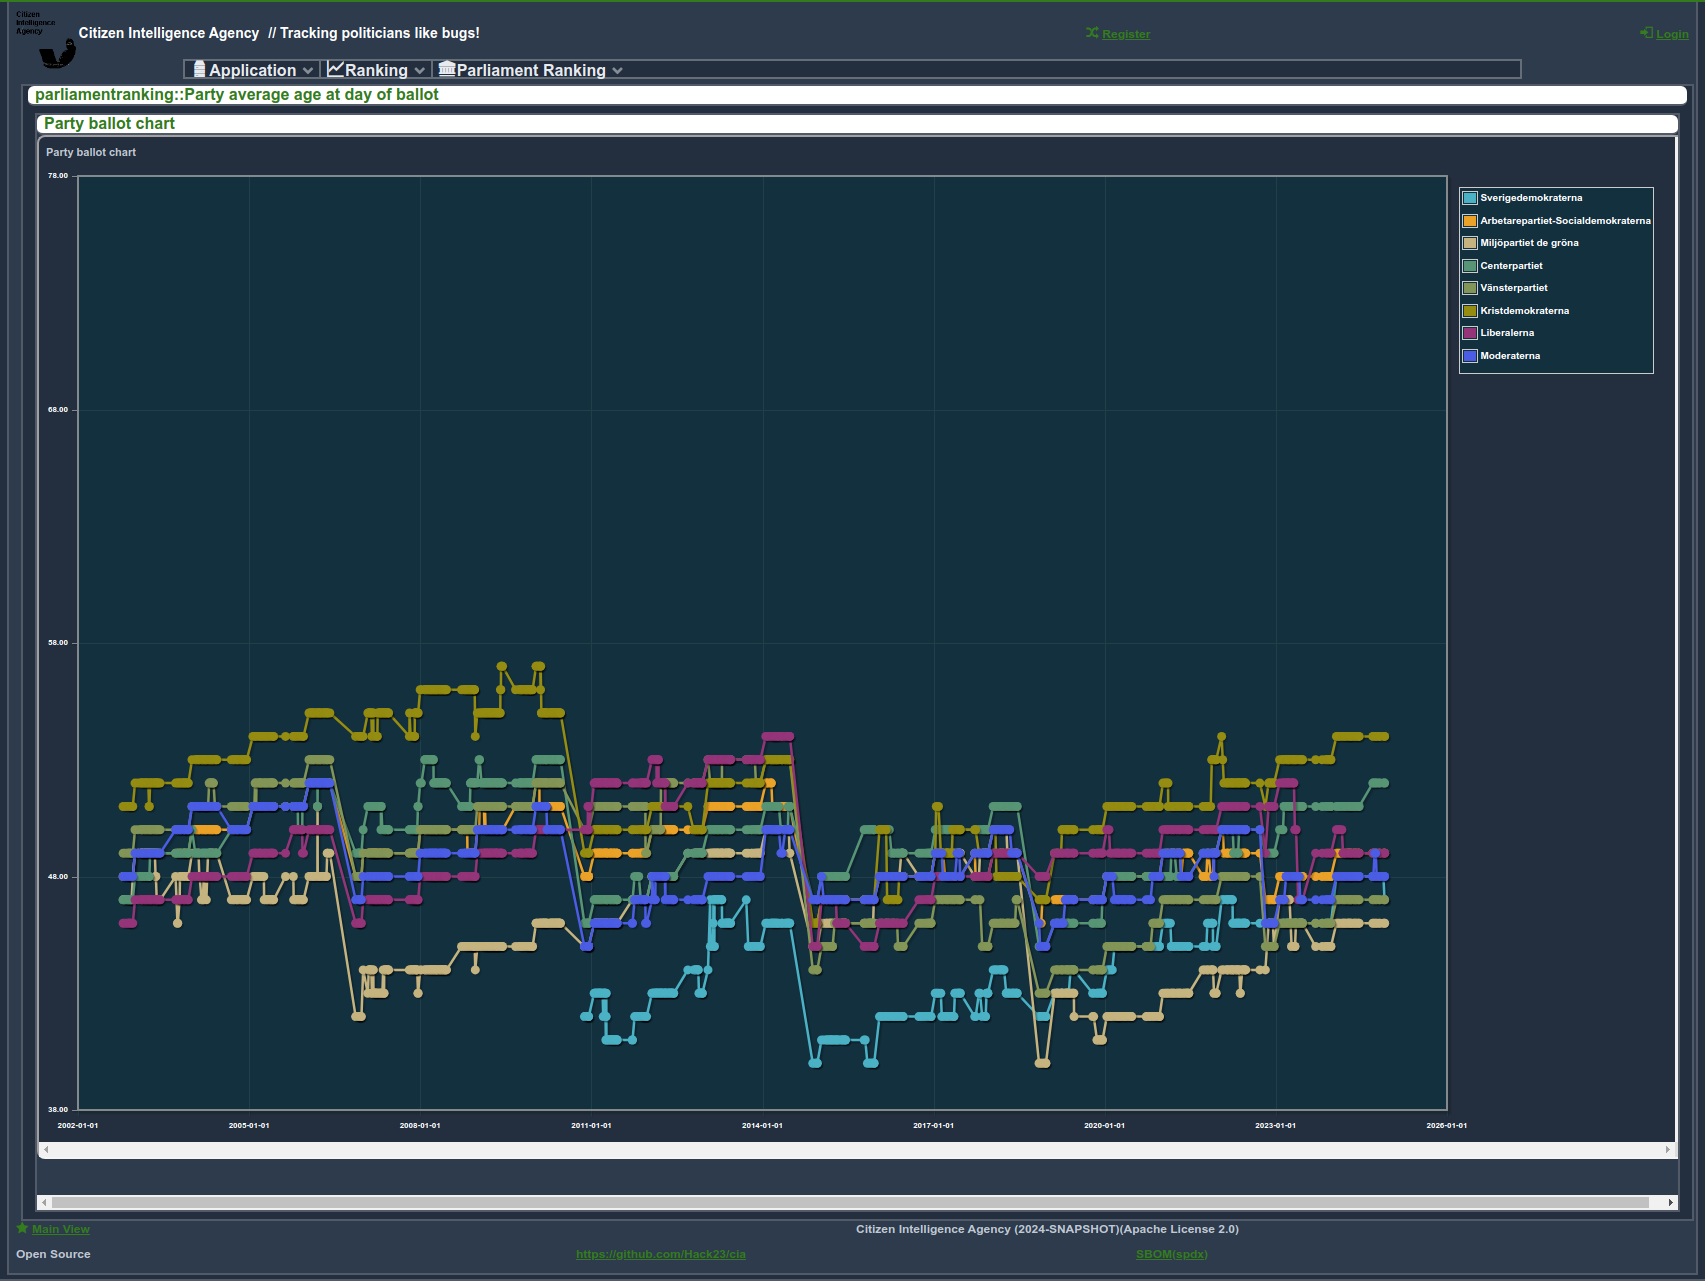 Citizen
Intelligence
Agency
Citizen Intelligence Agency // Tracking politicians like bugs!
Register
Login
Application
Ranking
Parliament Ranking
parliamentranking::Party average age at day of ballot
Party ballot chart
Party ballot chart
78.00
68.00
58.00
48.00
38.00
2002-01-01
2005-01-01
2008-01-01
2011-01-01
2014-01-01
2017-01-01
2020-01-01
2023-01-01
2026-01-01
Sverigedemokraterna
Arbetarepartiet-Socialdemokraterna
Miljöpartiet de gröna
Centerpartiet
Vänsterpartiet
Kristdemokraterna
Liberalerna
Moderaterna
Main View
Citizen Intelligence Agency (2024-SNAPSHOT)(Apache License 2.0)
Open Source
https://github.com/Hack23/cia
SBOM(spdx)